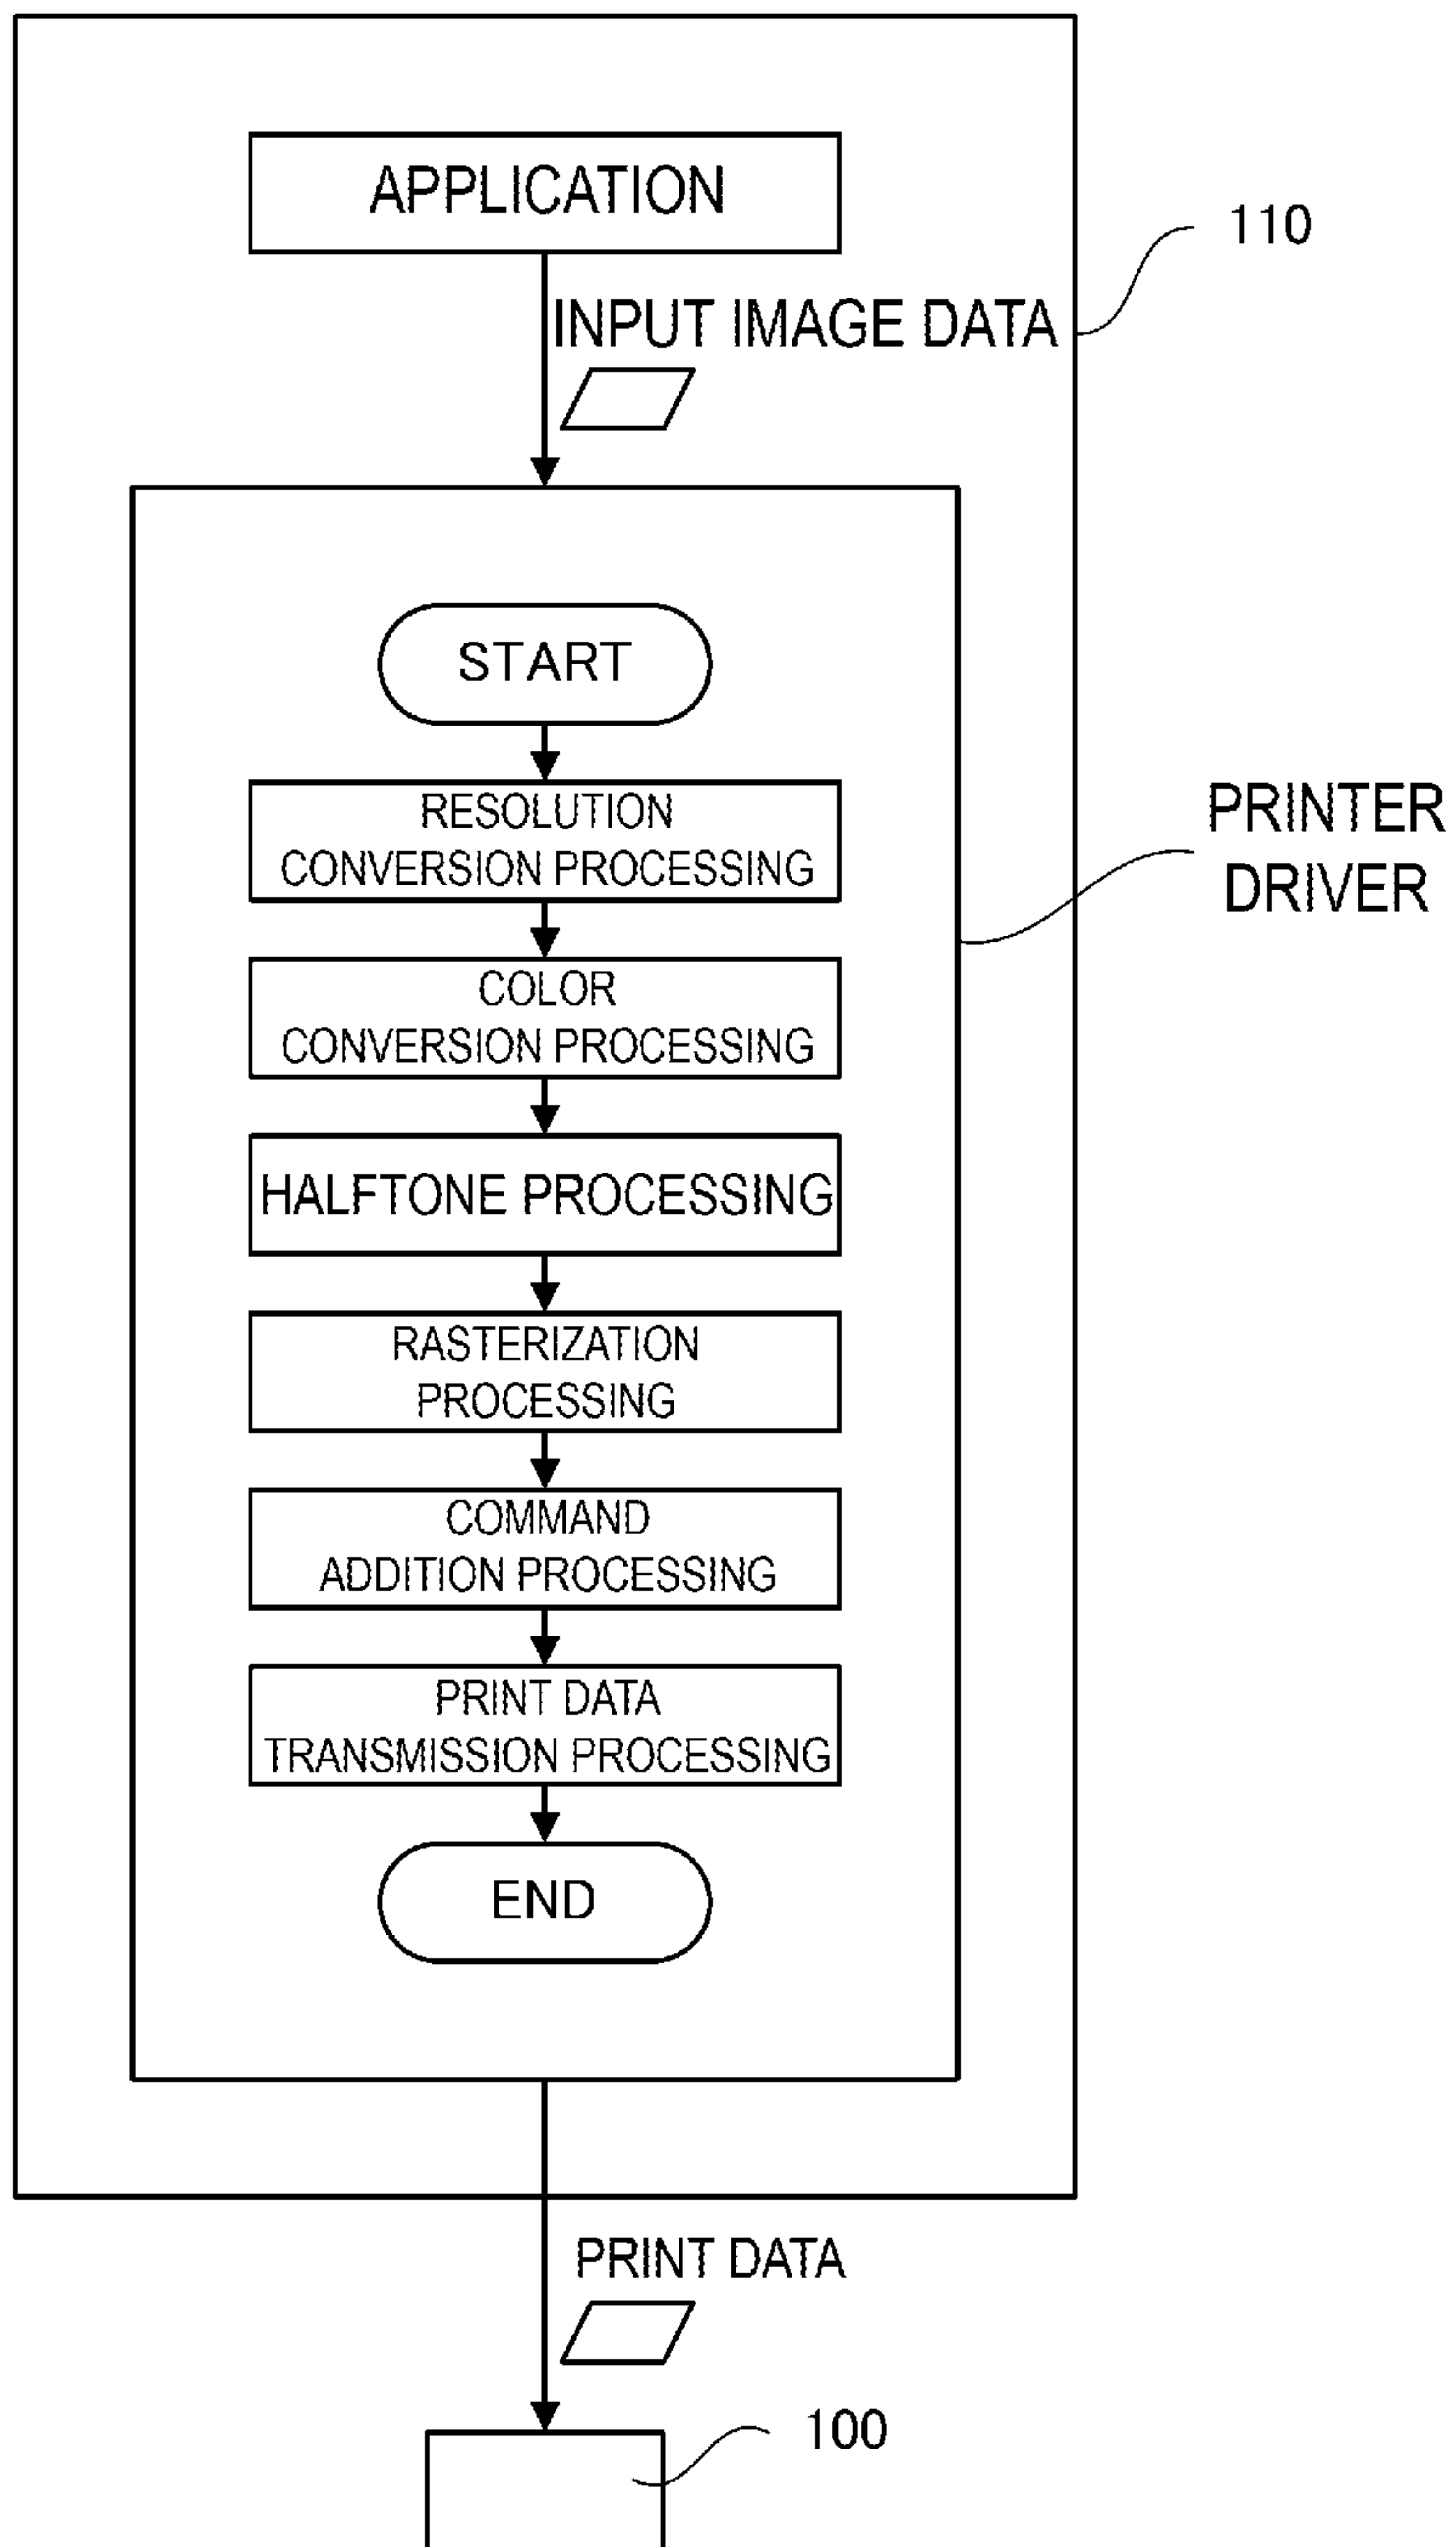 APPLICATION
110
INPUT IMAGE DATA
START
RESOLUTION
CONVERSION PROCESSING
PRINTER
DRIVER
COLOR
CONVERSION PROCESSING
HALFTONE PROCESSING
RASTERIZATION
PROCESSING
COMMAND
ADDITION PROCESSING
PRINT DATA
TRANSMISSION PROCESSING
END
PRINT DATA
100